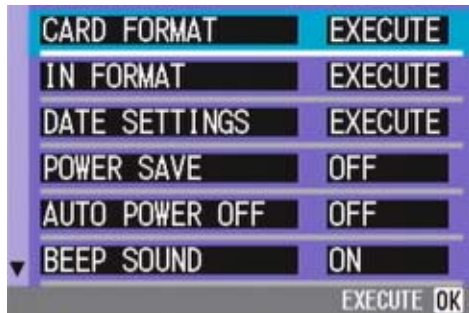 CARD FORMAT EXECUTE
IN FORMAT EXECUTE
DATE SETTINGS EXECUTE
POWER SAVE OFF
AUTO POWER OFF OFF
BEEP SOUND ON
EXECUTE OK